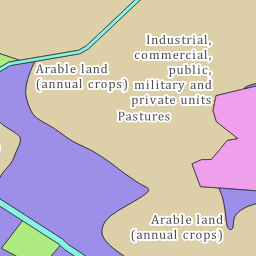 Industrial,
commercial,
public,
military and
private units
Arable land
(annual crops)
Pastures
Arable land
(annual crops)